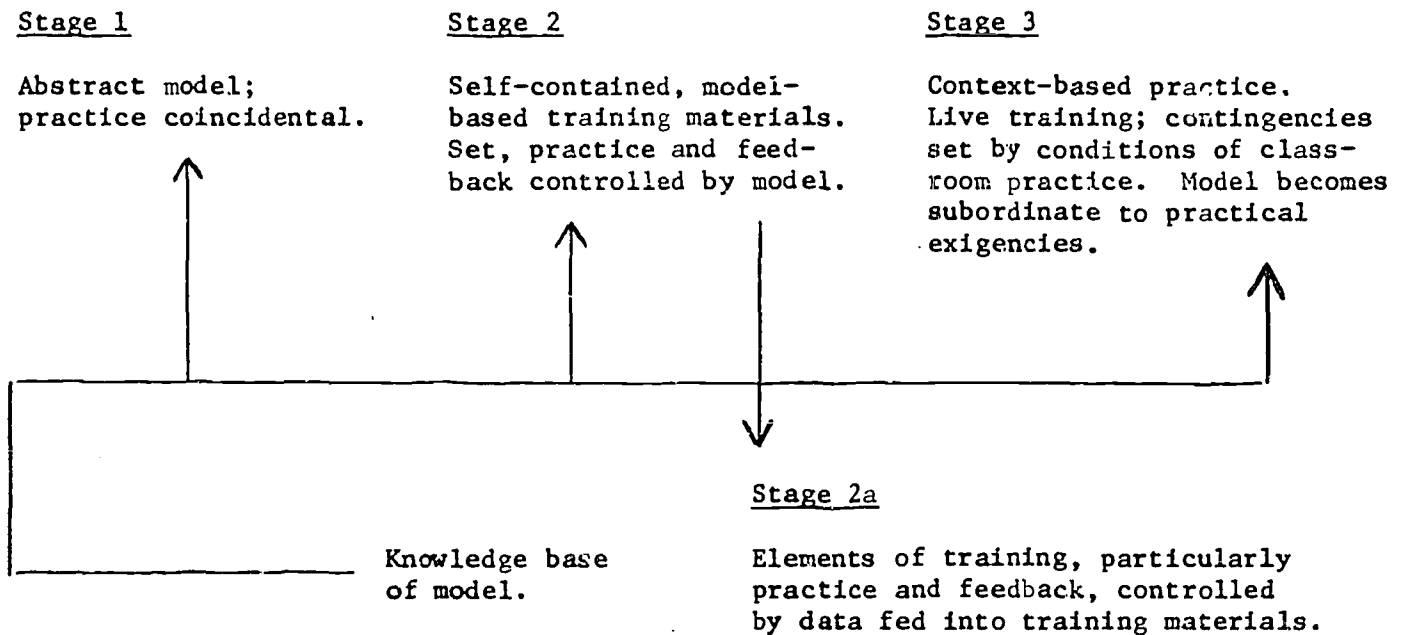 Stage 1
Abstract model;
practice coincidental.
Stage 2
Self-contained, model-
based training materials.
Set, practice and feed-
back controlled by model.
Stage 3
Context-based practice.
Live training; contingencies
set by conditions of class-
room practice. Model becomes
subordinate to practical
exigencies.
Knowledge base
of model.
Stage 2a
Elements of training, particularly
practice and feedback, controlled
by data fed into training materials.